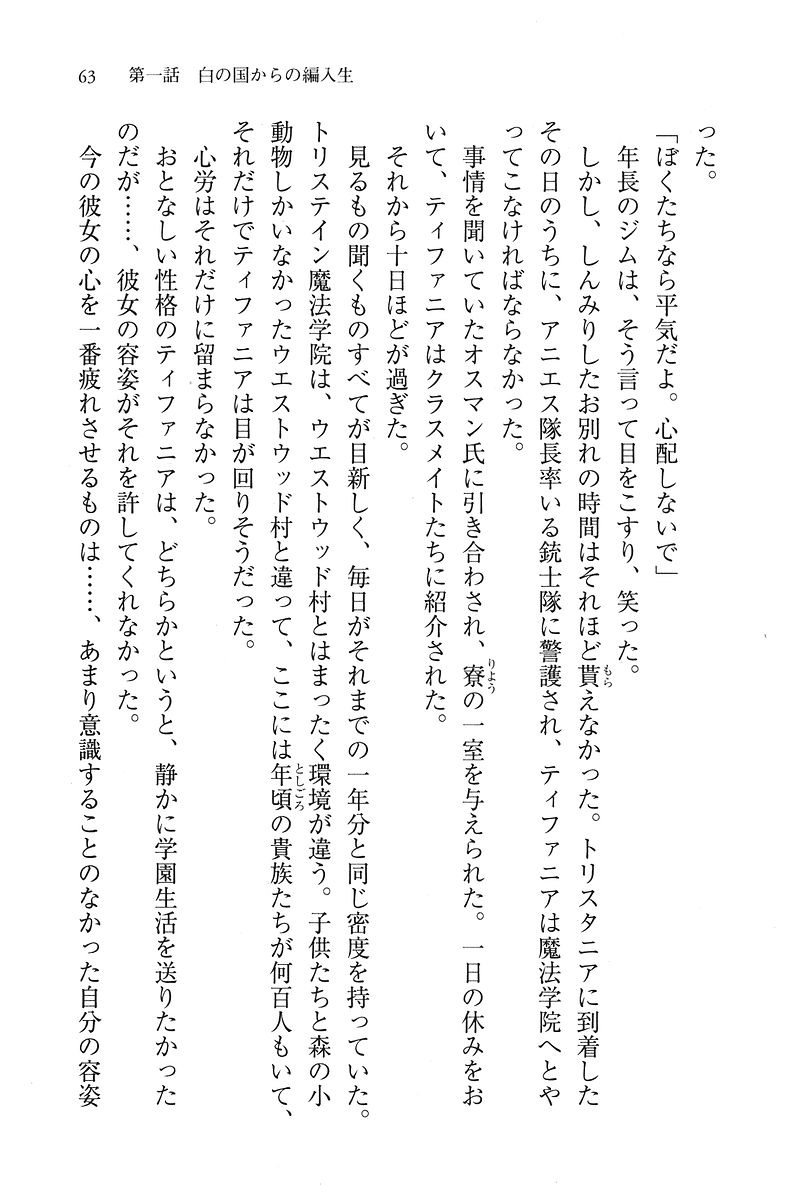 63　第一話　白の国からの編入生
った。
「ぼくたちなら平気だよ。心配しないで」
年長のジムは、そう言って目をこすり、笑った。
しかし、しんみりしたお別れの時間はそれほど貰えなかった。トリスタニアに到着した
その日のうちに、アニエス隊長率いる銃士隊に警護され、ティファニアは魔法学院へとや
ってこなければならなかった。
事情を聞いていたオスマン氏に引き合わされ、寮の一室を与えられた。一日の休みをお
いて、ティファニアはクラスメイトたちに紹介された。
それから十日ほどが過ぎた。
見るもの聞くものすべてが目新しく、毎日がそれまでの一年分と同じ密度を持っていた。
トリステイン魔法学院は、ウエストウッド村とはまったく環境が違う。子供たちと森の小
動物しかいなかったウエストウッド村と違って、ここには年頃の貴族たちが何百人もいて、
それだけでティファニアは目が回りそうだった。
心労はそれだけに留まらなかった。
おとなしい性格のティファニアは、どちらかというと、静かに学園生活を送りたかった
のだが……、彼女の容姿がそれを許してくれなかった。
今の彼女の心を一番疲れさせるものは……、あまり意識することのなかった自分の容姿
もら
りよう
としごろ